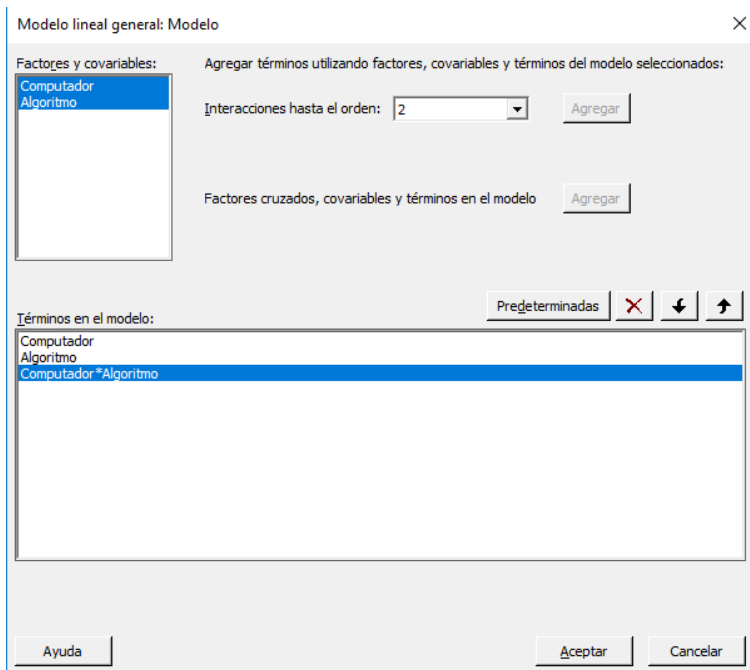 Modelo lineal general: Modelo
Factores y covariables:
Computador
Algoritmo
Agregar términos utilizando factores, covariables y términos del modelo seleccionados:
Interacciones hasta el orden: 2 Agregar
Factores cruzados, covariables y términos en el modelo Agregar
Predeterminadas
Términos en el modelo:
Computador
Algoritmo
Computador*Algoritmo
Ayuda Aceptar Cancelar